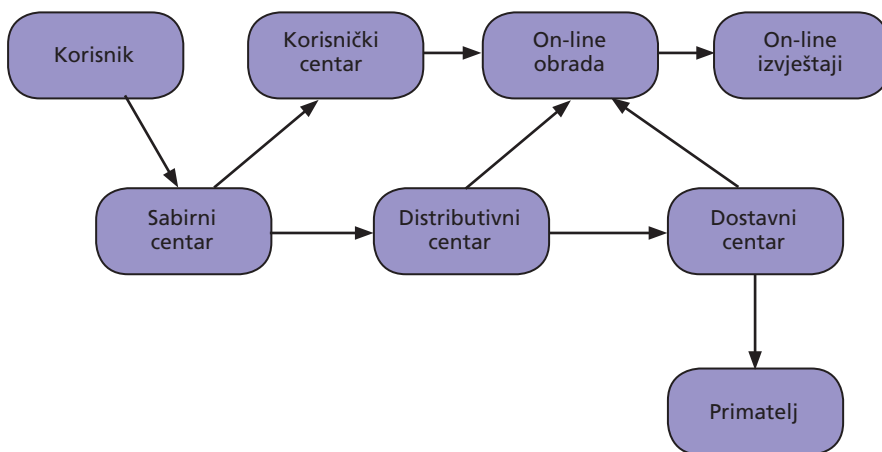 Korisnik
Korisnički
centar
On-line
obrada
On-line
izvještaji
Sabirni
centar
Distributivni
centar
Dostavni
centar
Primatelj